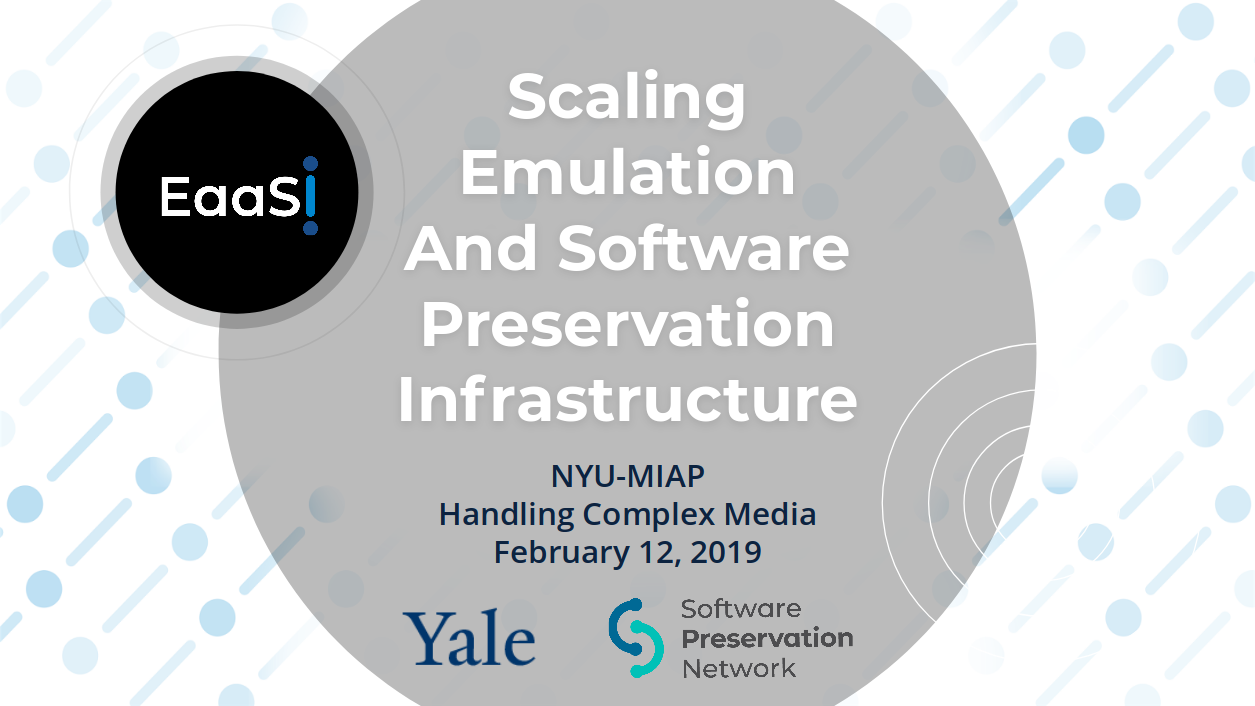 EaaSi
Scaling
Emulation
And Software
Preservation
Infrastructure
NYU-MIAP
Handling Complex Media
February 12, 2019
Yale
Software
Preservation
Network